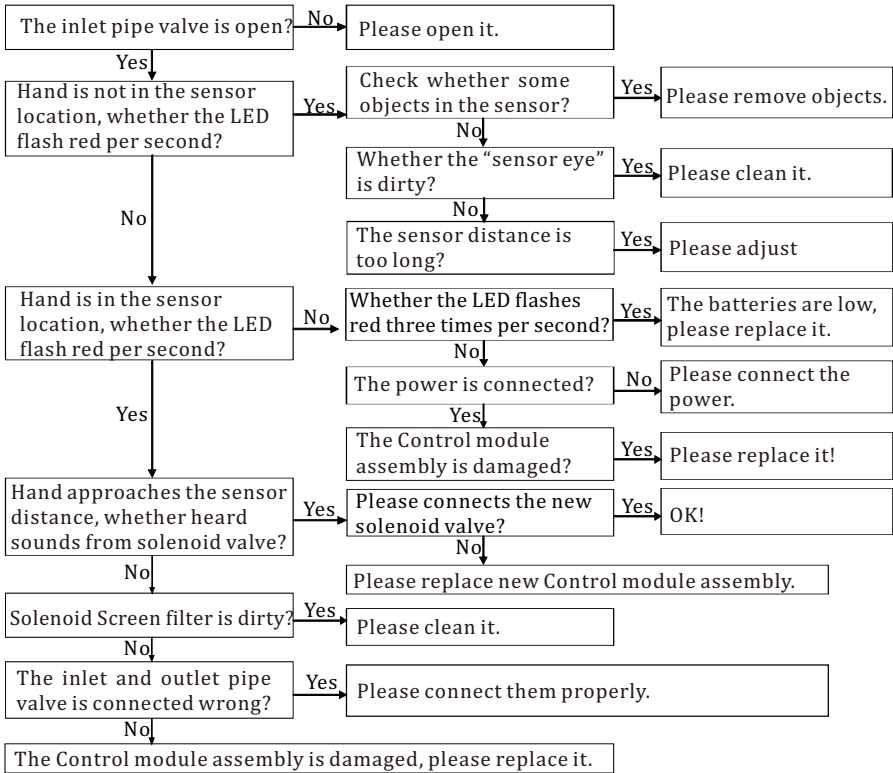 The inlet pipe valve is open?
No
Please open it.
Yes
Hand is not in the sensor
location, whether the LED
flash red per second?
Yes
Check whether some
objects in the sensor?
Yes
Please remove objects.
No
Whether the “sensor eye”
is dirty?
Yes
Please clean it.
No
No
The sensor distance is
too long?
Yes
Please adjust
Hand is in the sensor
location, whether the LED
flash red per second?
No
Whether the LED flashes
red three times per second?
Yes
The batteries are low,
please replace it.
No
The power is connected?
No
Please connect the
power.
Yes
Yes
The Control module
assembly is damaged?
Yes
Please replace it!
Hand approaches the sensor
distance, whether heard
sounds from solenoid valve?
Yes
Please connects the new
solenoid valve?
Yes
OK!
No
Please replace new Control module assembly.
No
Solenoid Screen filter is dirty?
Yes
Please clean it.
No
The inlet and outlet pipe
valve is connected wrong?
Yes
Please connect them properly.
No
The Control module assembly is damaged, please replace it.